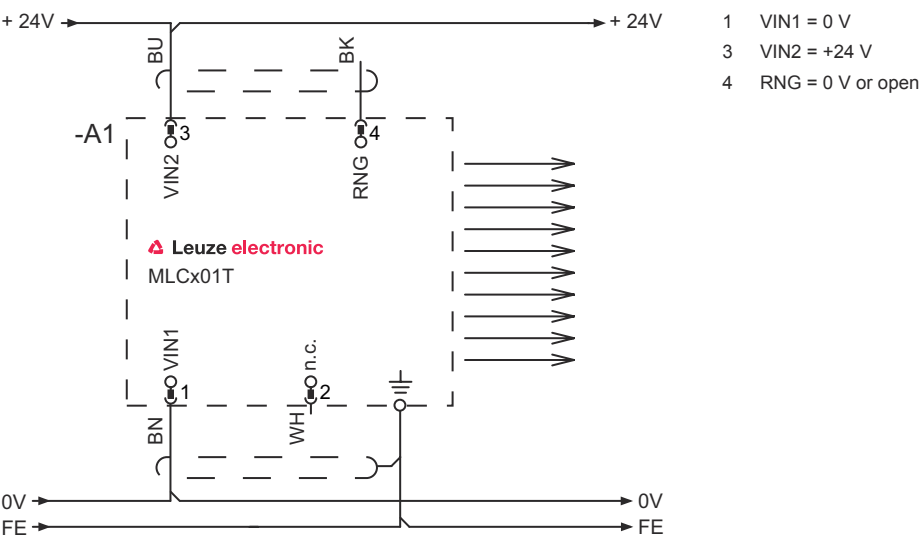 + 24V
+ 24V
1 VIN1 = 0 V
3 VIN2 = +24 V
4 RNG = 0 V or open
BU
BK
-A1
3
4
VIN2
RNG
Leuze electronic
MLCx01T
VIN1
n.c.
1
2
BN
WH
0V
0V
FE
FE